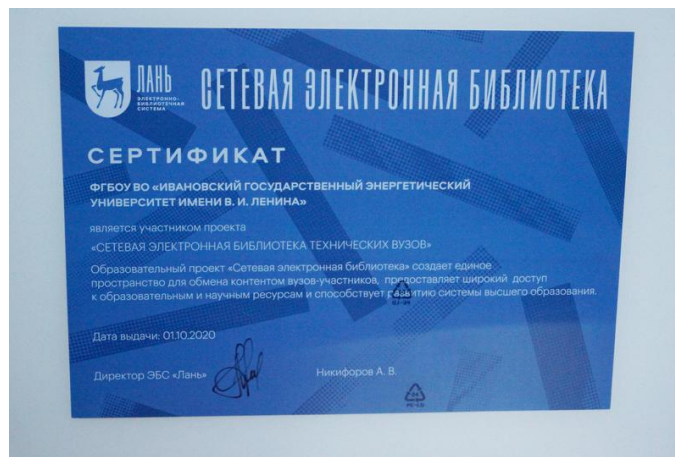 ЛАНЬ
ЭЛЕКТРОННО-
БИБЛИОТЕЧНАЯ
СИСТЕМА
СЕТЕВАЯ ЭЛЕКТРОННАЯ БИБЛИОТЕКА
СЕРТИФИКАТ
ФГБОУ ВО «ИВАНОВСКИЙ ГОСУДАРСТВЕННЫЙ ЭНЕРГЕТИЧЕСКИЙ
УНИВЕРСИТЕТ ИМЕНИ В. И. ЛЕНИНА»
является участником проекта
«СЕТЕВАЯ ЭЛЕКТРОННАЯ БИБЛИОТЕКА ТЕХНИЧЕСКИХ ВУЗОВ»
Образовательный проект «Сетевая электронная библиотека» создает единое
пространство для обмена контентом вузов-участников, предоставляет широкий доступ
к образовательным и научным ресурсам и способствует развитию системы высшего образования.
Дата выдачи: 01.10.2020
Директор ЭБС «Лань»
Никифоров А. В.